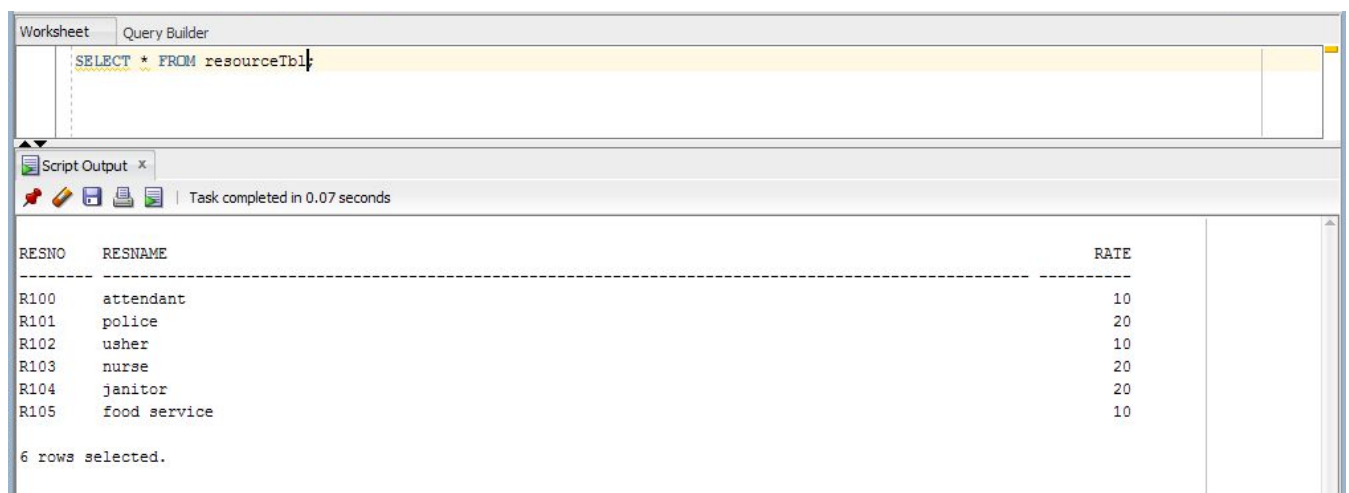 Worksheet Query Builder
SELECT * FROM resourceTbl;
Script Output x
Task completed in 0.07 seconds
RESNO RESNAME RATE
-------- ---------------------------------------------------------------------------------------------------- ----------
R100 attendant 10
R101 police 20
R102 usher 10
R103 nurse 20
R104 janitor 20
R105 food service 10
6 rows selected.